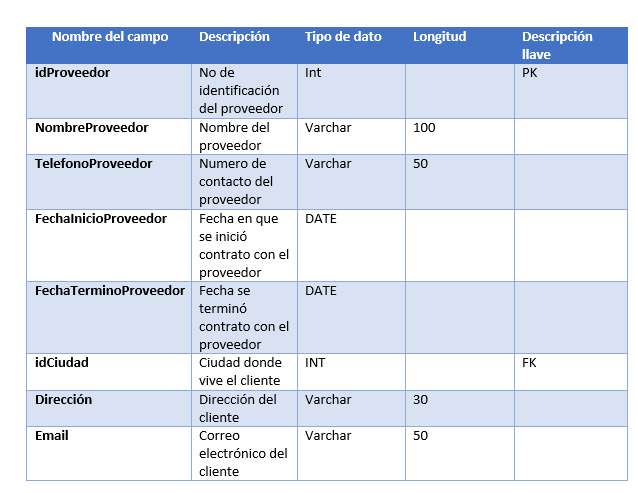 Nombre del campo Descripción Tipo de dato Longitud Descripción
llave
idProveedor No de Int PK
identificación
del proveedor
NombreProveedor Nombre del Varchar 100
proveedor
TelefonoProveedor Numero de Varchar 50
contacto del
proveedor
FechaInicioProveedor Fecha en que DATE
se inició
contrato con el
proveedor
FechaTerminoProveedor Fecha se DATE
terminó
contrato con el
proveedor
idCiudad Ciudad donde INT FK
vive el cliente
Dirección Dirección del Varchar 30
cliente
Email Correo Varchar 50
electrónico del
cliente